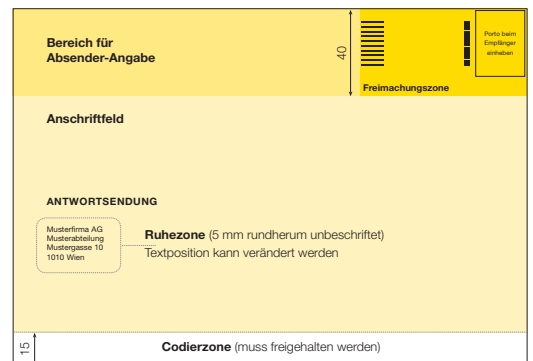 Bereich für
Absender-Angabe
40
Porto beim
Empfänger
einheben
Freimachungszone
Anschriftfeld
ANTWORTSENDUNG
Musterfirma AG
Musterabteilung
Mustergasse 10
1010 Wien
Ruhezone (5 mm rundherum unbeschriftet)
Textposition kann verändert werden
15
Codierzone (muss freigehalten werden)